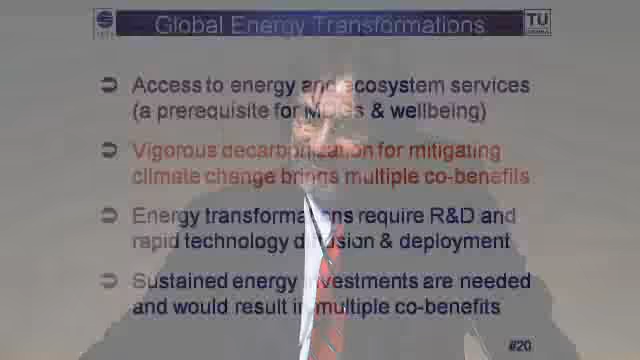 Global Energy Transformations
TU
Access to energy and ecosystem services
(a prerequisite for MDGs & wellbeing)
Vigorous decarbonization for mitigating
climate change brings multiple co-benefits
Energy transformations require R&D and
rapid technology diffusion & deployment
Sustained energy investments are needed
and would result in multiple co-benefits
#20